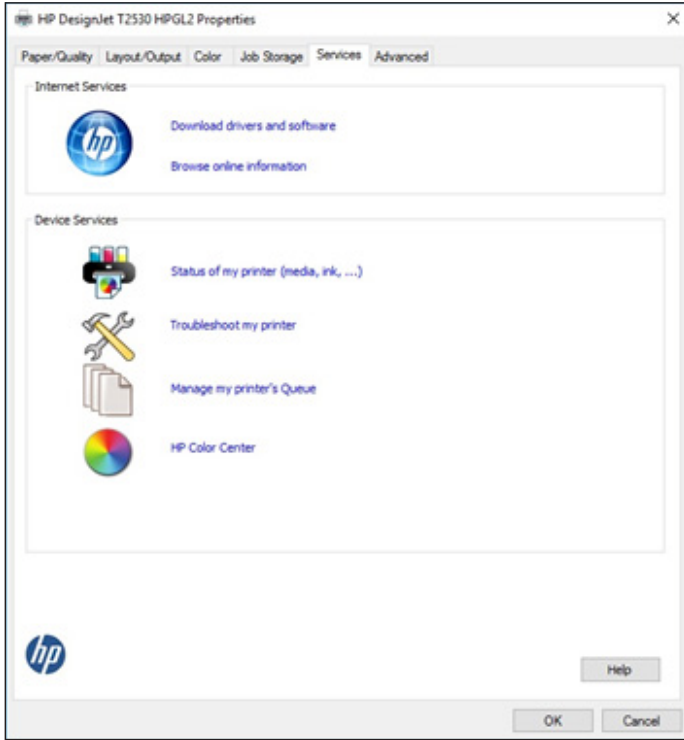 HP DesignJet T2530 HPGL2 Properties
Paper/Quality Layout/Output Color Job Storage Services Advanced
Internet Services
hp
Download drivers and software
Browse online information
Device Services
Status of my printer (media, ink, ...)
Troubleshoot my printer
Manage my printer's Queue
HP Color Center
hp
Help
OK Cancel